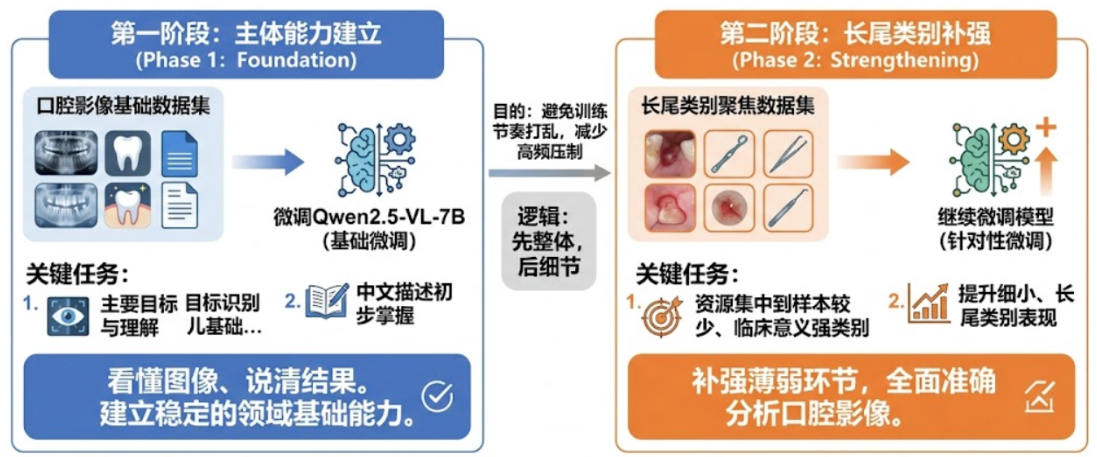 第一阶段：主体能力建立
(Phase 1: Foundation)
口腔影像基础数据集
微调Qwen2.5-VL-7B
(基础微调)
关键任务：
1.
主要目标
与理解
目标识别
儿基础...
2.
中文描述初
步掌握
看懂图像、说清结果。
建立稳定的领域基础能力。
目的：避免训练
节奏打乱，减少
高频压制
逻辑：
先整体，
后细节
第二阶段：长尾类别补强
(Phase 2: Strengthening)
长尾类别聚焦数据集
继续微调模型
(针对性微调)
关键任务：
1.
资源集中到样本较
少、临床意义强类别
2.
提升细小、长
尾类别表现
补强薄弱环节，全面准确
分析口腔影像。